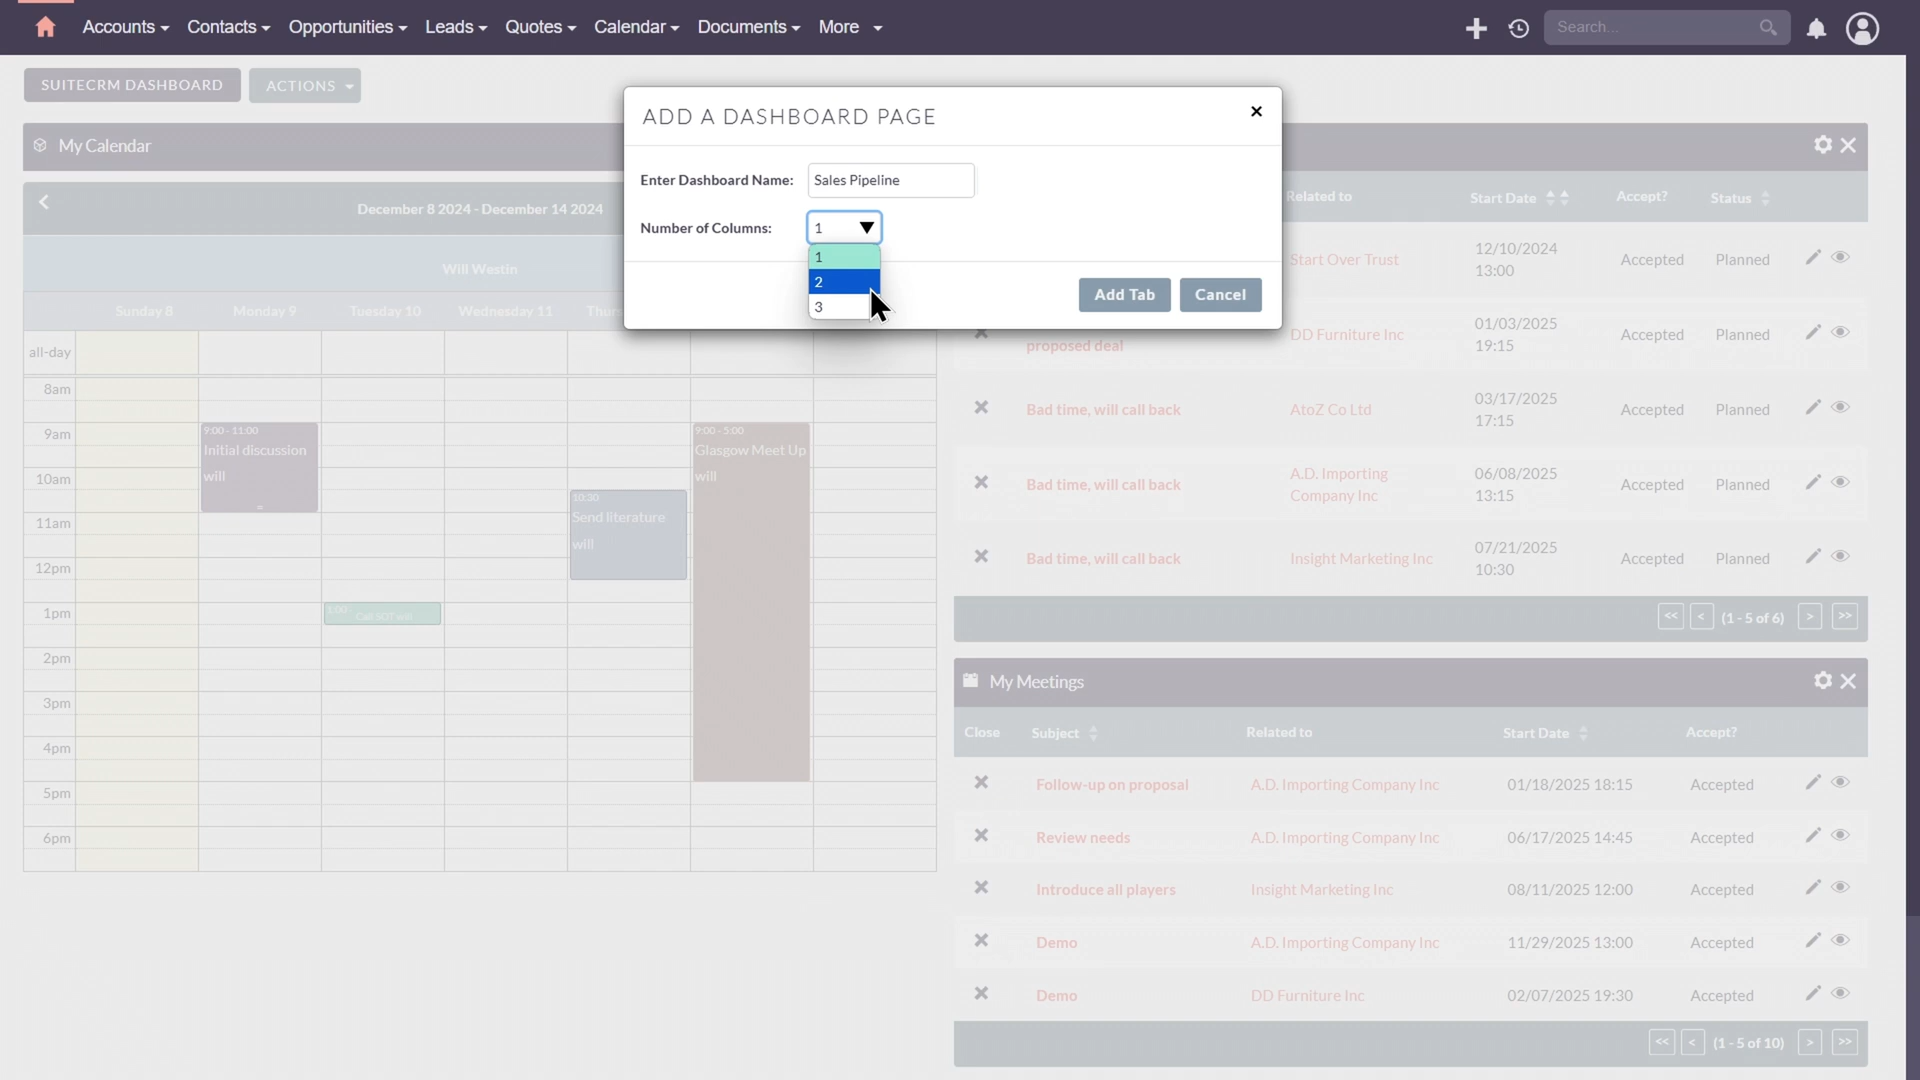 Accounts Contacts Opportunities Leads Quotes Calendar Documents More Search...
SUITECRM DASHBOARD ACTIONS
ADD A DASHBOARD PAGE
Enter Dashboard Name: Sales Pipeline
Number of Columns: 1
1
2
3
Add Tab Cancel
My Calendar
December 8 2024 - December 14 2024
Will Westin
Sunday 8 Monday 9 Tuesday 10 Wednesday 11
all-day
8am
9am
10am
11am
12pm
1pm
2pm
3pm
4pm
5pm
6pm
9:00 - 11:00
Initial discussion
will
1:00
Call SOT will
10:30
Send literature
will
9:00 - 5:00
Glasgow Meet Up
will
Related to Start Date Accept? Status
Start Over Trust 12/10/2024 13:00 Accepted Planned
proposed deal DD Furniture Inc 01/03/2025 19:15 Accepted Planned
Bad time, will call back AtoZ Co Ltd 03/17/2025 17:15 Accepted Planned
Bad time, will call back A.D. Importing Company Inc 06/08/2025 13:15 Accepted Planned
Bad time, will call back Insight Marketing Inc 07/21/2025 10:30 Accepted Planned
<< < (1 - 5 of 6) > >>
My Meetings
Close Subject Related to Start Date Accept?
Follow-up on proposal A.D. Importing Company Inc 01/18/2025 18:15 Accepted
Review needs A.D. Importing Company Inc 06/17/2025 14:45 Accepted
Introduce all players Insight Marketing Inc 08/11/2025 12:00 Accepted
Demo A.D. Importing Company Inc 11/29/2025 13:00 Accepted
Demo DD Furniture Inc 02/07/2025 19:30 Accepted
<< < (1 - 5 of 10) > >>